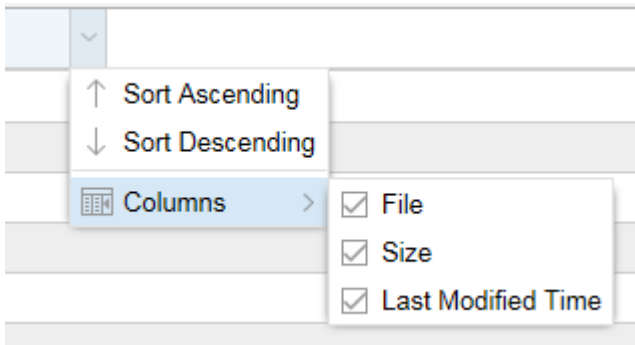 Sort Ascending
Sort Descending
Columns
File
Size
Last Modified Time